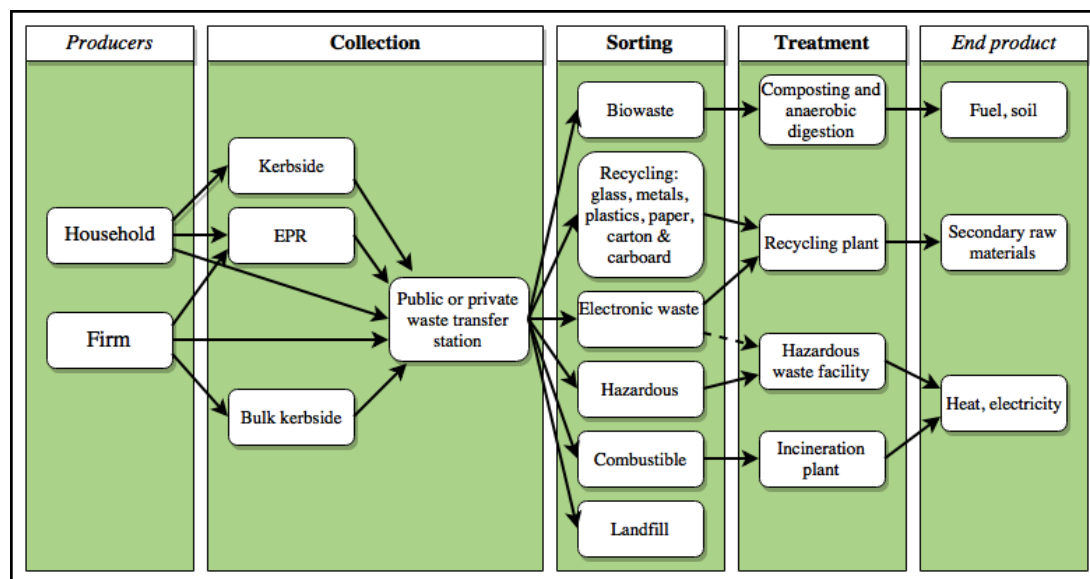 Producers
Collection
Sorting
Treatment
End product
Household
Firm
Kerbside
EPR
Bulk kerbside
Public or private
waste transfer
station
Biowaste
Recycling:
glass, metals,
plastics, paper,
carton &
carboard
Electronic waste
Hazardous
Combustible
Landfill
Composting and
anaerobic
digestion
Recycling plant
Hazardous
waste facility
Incineration
plant
Fuel, soil
Secondary raw
materials
Heat, electricity